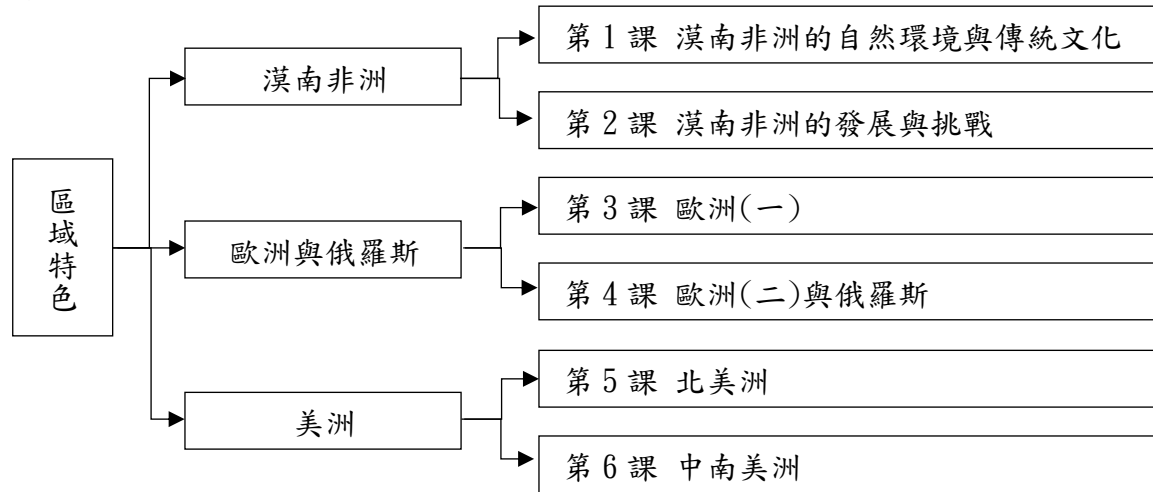 區域特色
漠南非洲
第1課 漠南非洲的自然環境與傳統文化
第2課 漠南非洲的發展與挑戰
歐洲與俄羅斯
第3課 歐洲(一)
第4課 歐洲(二)與俄羅斯
美洲
第5課 北美洲
第6課 中南美洲